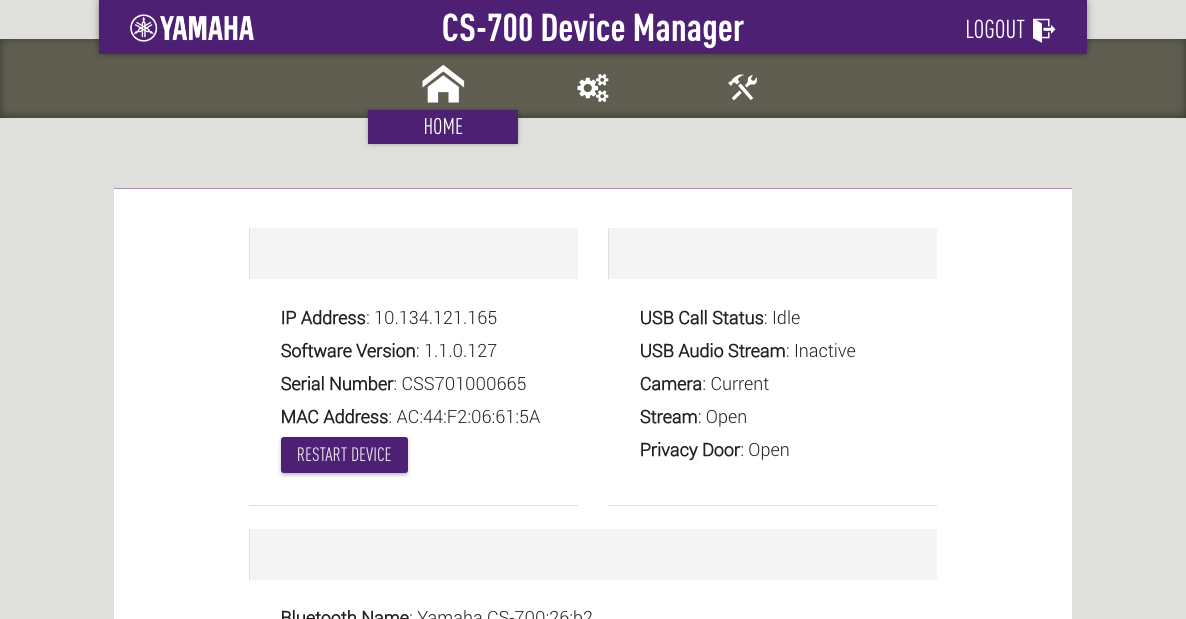 YAMAHA
CS-700 Device Manager
LOGOUT
HOME
IP Address: 10.134.121.165
Software Version: 1.1.0.127
Serial Number: CSS701000665
MAC Address: AC:44:F2:06:61:5A
RESTART DEVICE
USB Call Status: Idle
USB Audio Stream: Inactive
Camera: Current
Stream: Open
Privacy Door: Open
Bluetooth Name: Yamaha CS-700:26:b2